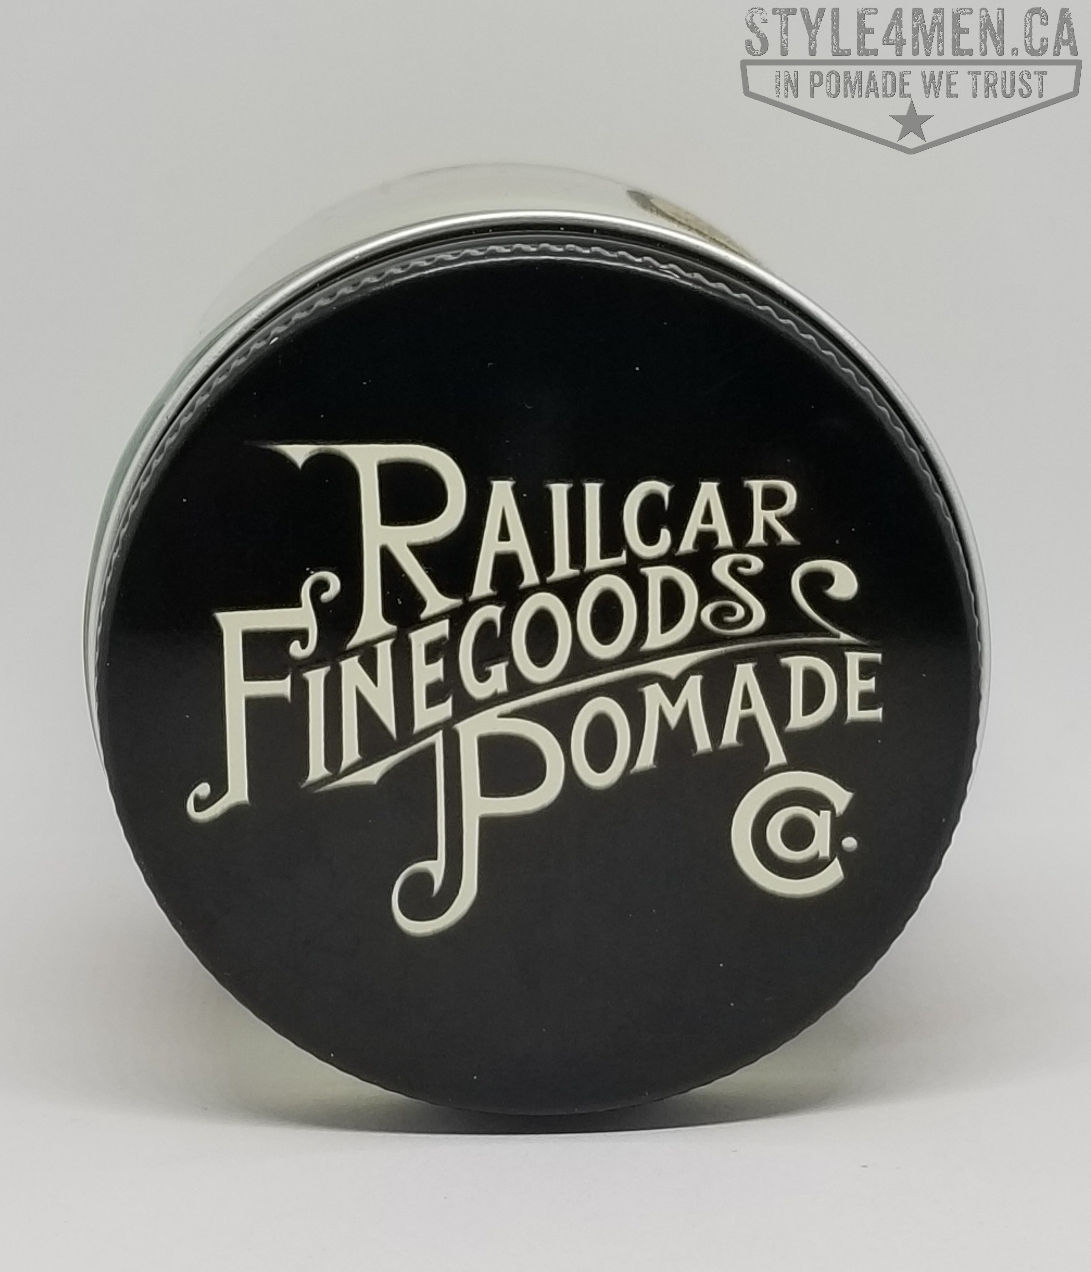 STYLE4MEN.CA
IN POMADE WE TRUST
RAILCAR
FINEGOODS
POMADE
Co.